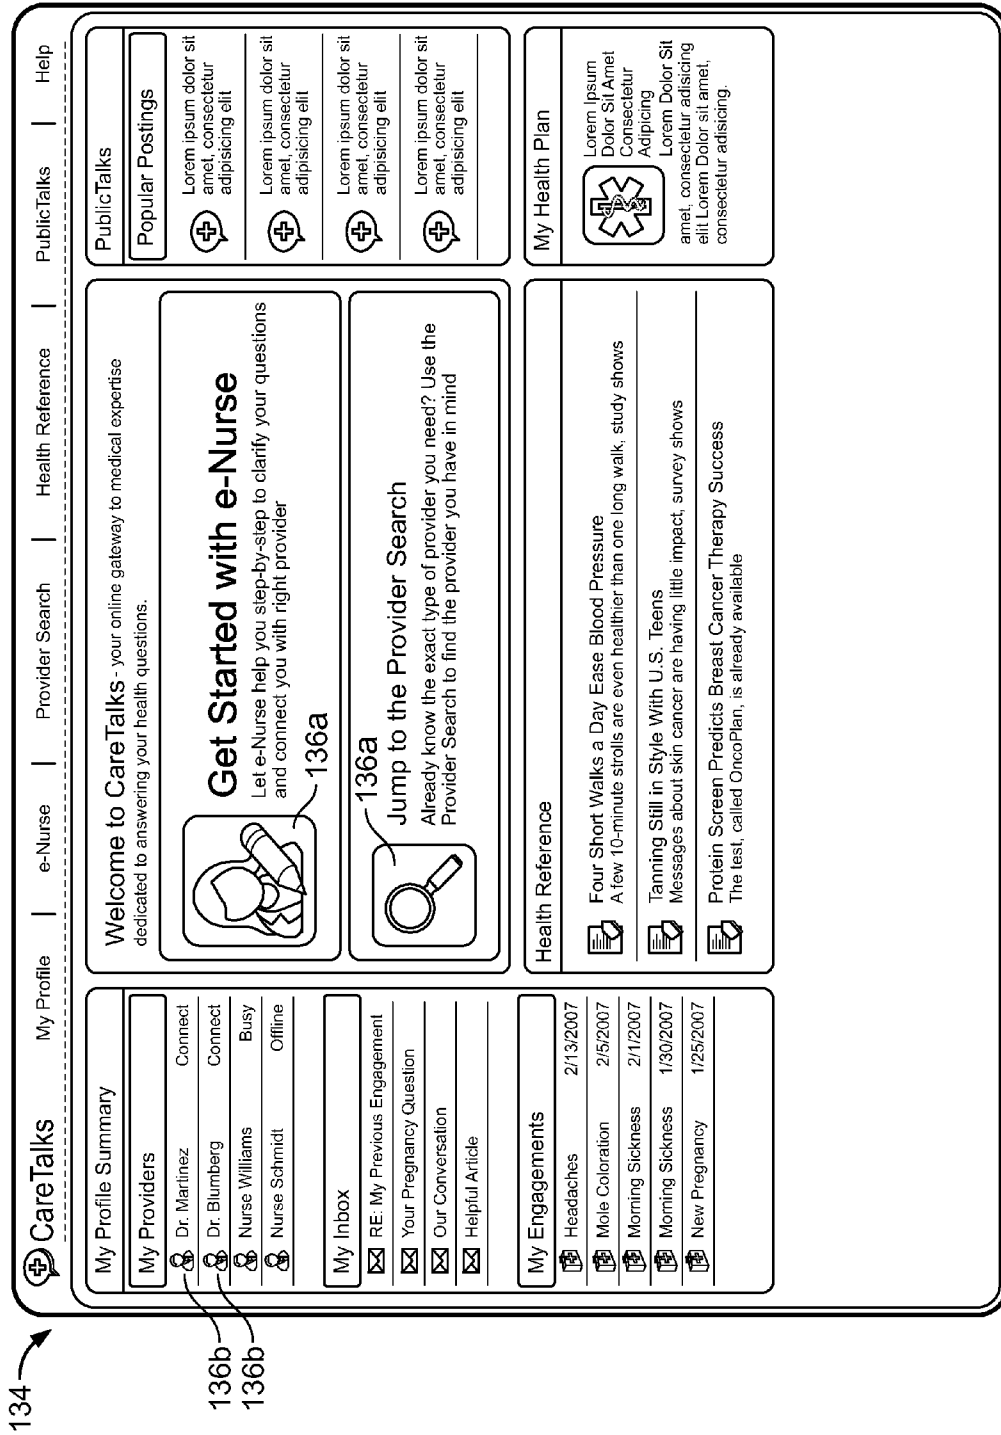 134
CareTalks
My Profile | e-Nurse | Provider Search | Health Reference | PublicTalks | Help
My Profile Summary
My Providers
Dr. Martinez Connect
Dr. Blumberg Connect
Nurse Williams Busy
Nurse Schmidt Offline
136b
136b
My Inbox
RE: My Previous Engagement
Your Pregnancy Question
Our Conversation
Helpful Article
My Engagements
Headaches 2/13/2007
Mole Coloration 2/5/2007
Morning Sickness 2/1/2007
Morning Sickness 1/30/2007
New Pregnancy 1/25/2007
Welcome to CareTalks - your online gateway to medical expertise
dedicated to answering your health questions.
Get Started with e-Nurse
Let e-Nurse help you step-by-step to clarify your questions
and connect you with right provider
136a
136a
Jump to the Provider Search
Already know the exact type of provider you need? Use the
Provider Search to find the provider you have in mind
Health Reference
Four Short Walks a Day Ease Blood Pressure
A few 10-minute strolls are even healthier than one long walk, study shows
Tanning Still in Style With U.S. Teens
Messages about skin cancer are having little impact, survey shows
Protein Screen Predicts Breast Cancer Therapy Success
The test, called OncoPlan, is already available
PublicTalks
Popular Postings
Lorem ipsum dolor sit
amet, consectetur
adipisicing elit
Lorem ipsum dolor sit
amet, consectetur
adipisicing elit
Lorem ipsum dolor sit
amet, consectetur
adipisicing elit
Lorem ipsum dolor sit
amet, consectetur
adipisicing elit
My Health Plan
Lorem Ipsum
Dolor Sit Amet
Consectetur
Adipicing
Lorem Dolor Sit
amet, consectetur adisicing
elit Lorem Dolor sit amet,
consectetur adisicing.